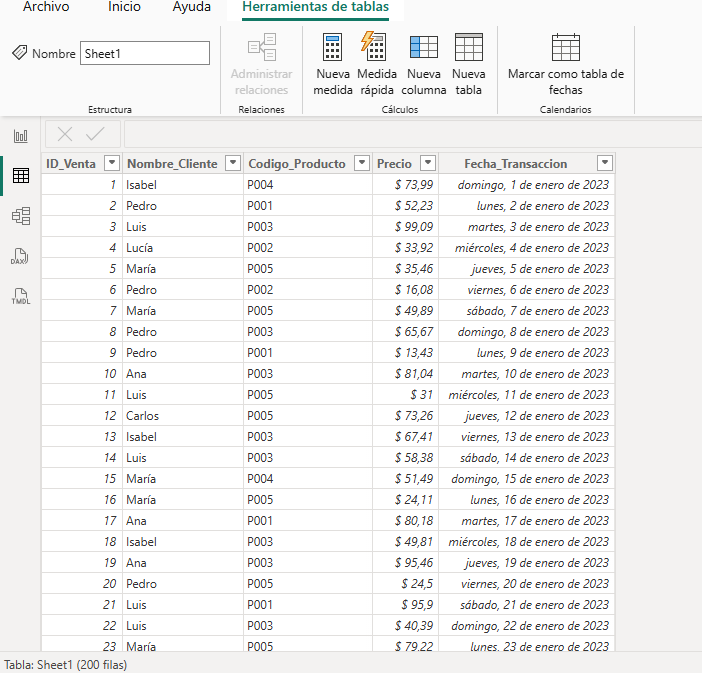 Archivo Inicio Ayuda Herramientas de tablas
Nombre Sheet1
Administrar relaciones
Nueva medida
Medida rápida
Nueva columna
Nueva tabla
Marcar como tabla de fechas
Estructura Relaciones Cálculos Calendarios
DAX
TMDL
ID_Venta Nombre_Cliente Codigo_Producto Precio Fecha_Transaccion
1 Isabel P004 $ 73,99 domingo, 1 de enero de 2023
2 Pedro P001 $ 52,23 lunes, 2 de enero de 2023
3 Luis P003 $ 99,09 martes, 3 de enero de 2023
4 Lucía P002 $ 33,92 miércoles, 4 de enero de 2023
5 María P005 $ 35,46 jueves, 5 de enero de 2023
6 Pedro P002 $ 16,08 viernes, 6 de enero de 2023
7 María P005 $ 49,89 sábado, 7 de enero de 2023
8 Pedro P003 $ 65,67 domingo, 8 de enero de 2023
9 Pedro P001 $ 13,43 lunes, 9 de enero de 2023
10 Ana P003 $ 81,04 martes, 10 de enero de 2023
11 Luis P005 $ 31 miércoles, 11 de enero de 2023
12 Carlos P005 $ 73,26 jueves, 12 de enero de 2023
13 Isabel P003 $ 67,41 viernes, 13 de enero de 2023
14 Luis P003 $ 58,38 sábado, 14 de enero de 2023
15 María P004 $ 51,49 domingo, 15 de enero de 2023
16 María P005 $ 24,11 lunes, 16 de enero de 2023
17 Ana P001 $ 80,18 martes, 17 de enero de 2023
18 Isabel P003 $ 49,81 miércoles, 18 de enero de 2023
19 Ana P003 $ 95,46 jueves, 19 de enero de 2023
20 Pedro P005 $ 24,5 viernes, 20 de enero de 2023
21 Luis P001 $ 95,9 sábado, 21 de enero de 2023
22 Luis P003 $ 40,39 domingo, 22 de enero de 2023
23 María P005 $ 79,22 lunes, 23 de enero de 2023
Tabla: Sheet1 (200 filas)